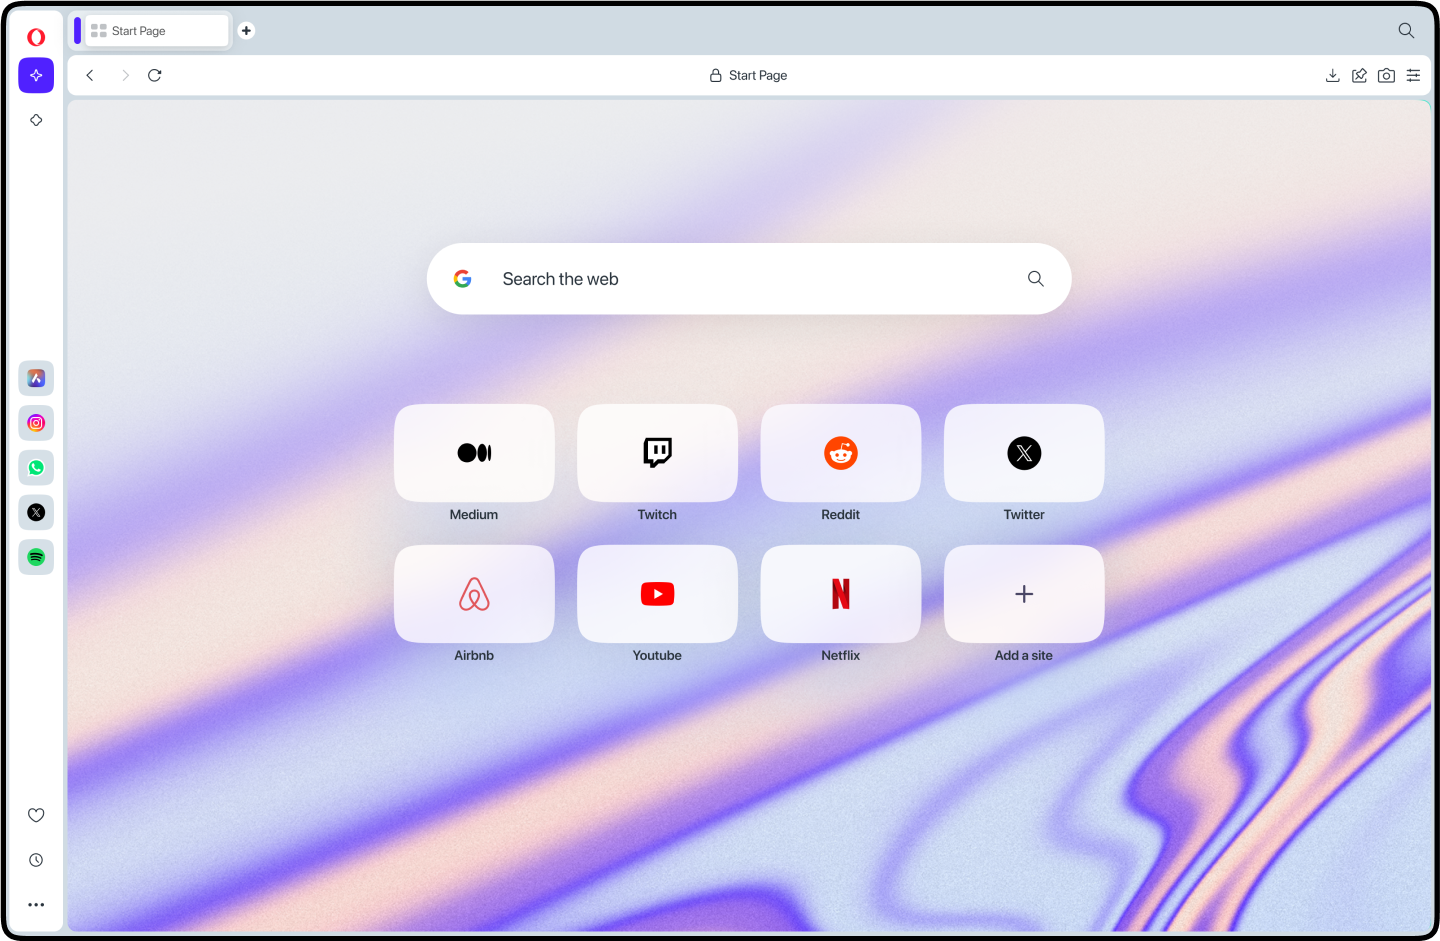 Start Page
Start Page
Search the web
Medium
Twitch
Reddit
Twitter
Airbnb
Youtube
Netflix
Add a site